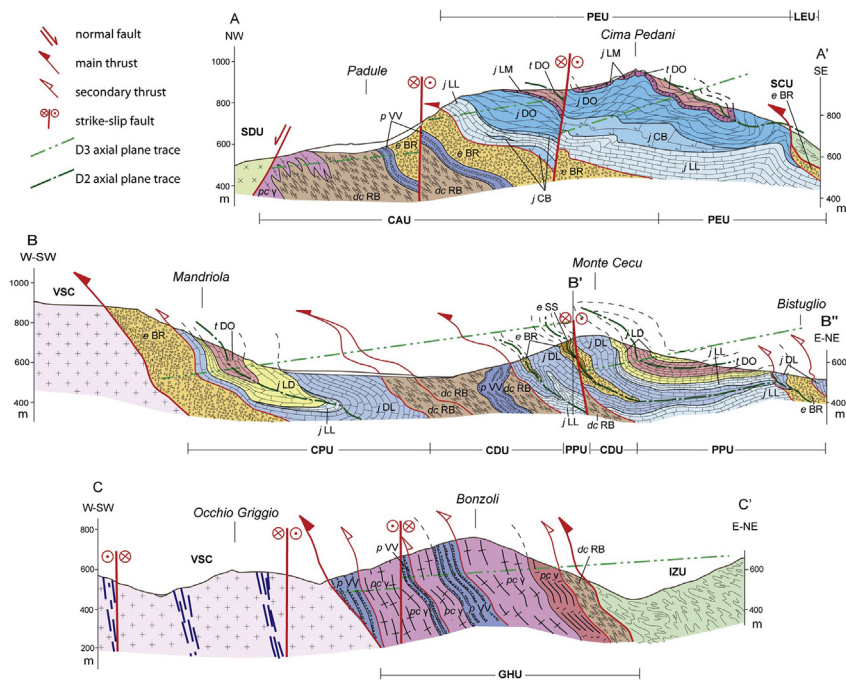 normal fault
main thrust
secondary thrust
strike-slip fault
D3 axial plane trace
D2 axial plane trace
PEU
LEU
A
NW
A'
SE
Padule
Cima Pedani
SDU
SCU
j LL
j LM
t DO
j LM
t DO
e BR
p VV
j DO
j DO
e BR
e BR
j CB
j LL
e BR
dc RB
dc RB
j CB
pc γ
1000
800
600
400
m
800
600
400
m
CAU
PEU
B
W-SW
B'
B''
E-NE
Mandriola
Monte Cecu
Bistuglio
VSC
e BR
t DO
j LD
j DL
j LL
dc RB
dc RB
p VV
dc RB
e BR
e SS
j DL
j DL
LD
j LL
dc RB
j LL
t DO
j DL
j LL
e BR
1000
800
600
400
m
600
400
m
CPU
CDU
PPU
CDU
PPU
C
W-SW
C'
E-NE
Occhio Griggio
Bonzoli
VSC
IZU
p VV
p VV
pc γ
pc γ
p VV
pc γ
pc γ
dc RB
800
600
400
200
m
600
400
m
GHU